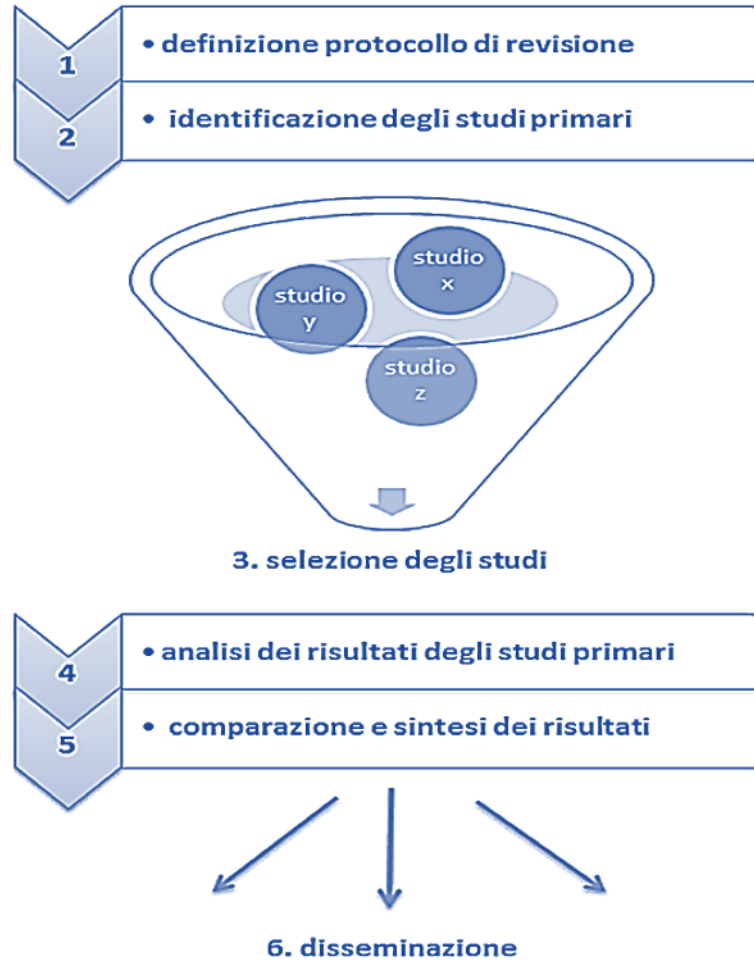 1 • definizione protocollo di revisione
2 • identificazione degli studi primari
studio
x
studio
y
studio
z
3. selezione degli studi
4 • analisi dei risultati degli studi primari
5 • comparazione e sintesi dei risultati
6. disseminazione